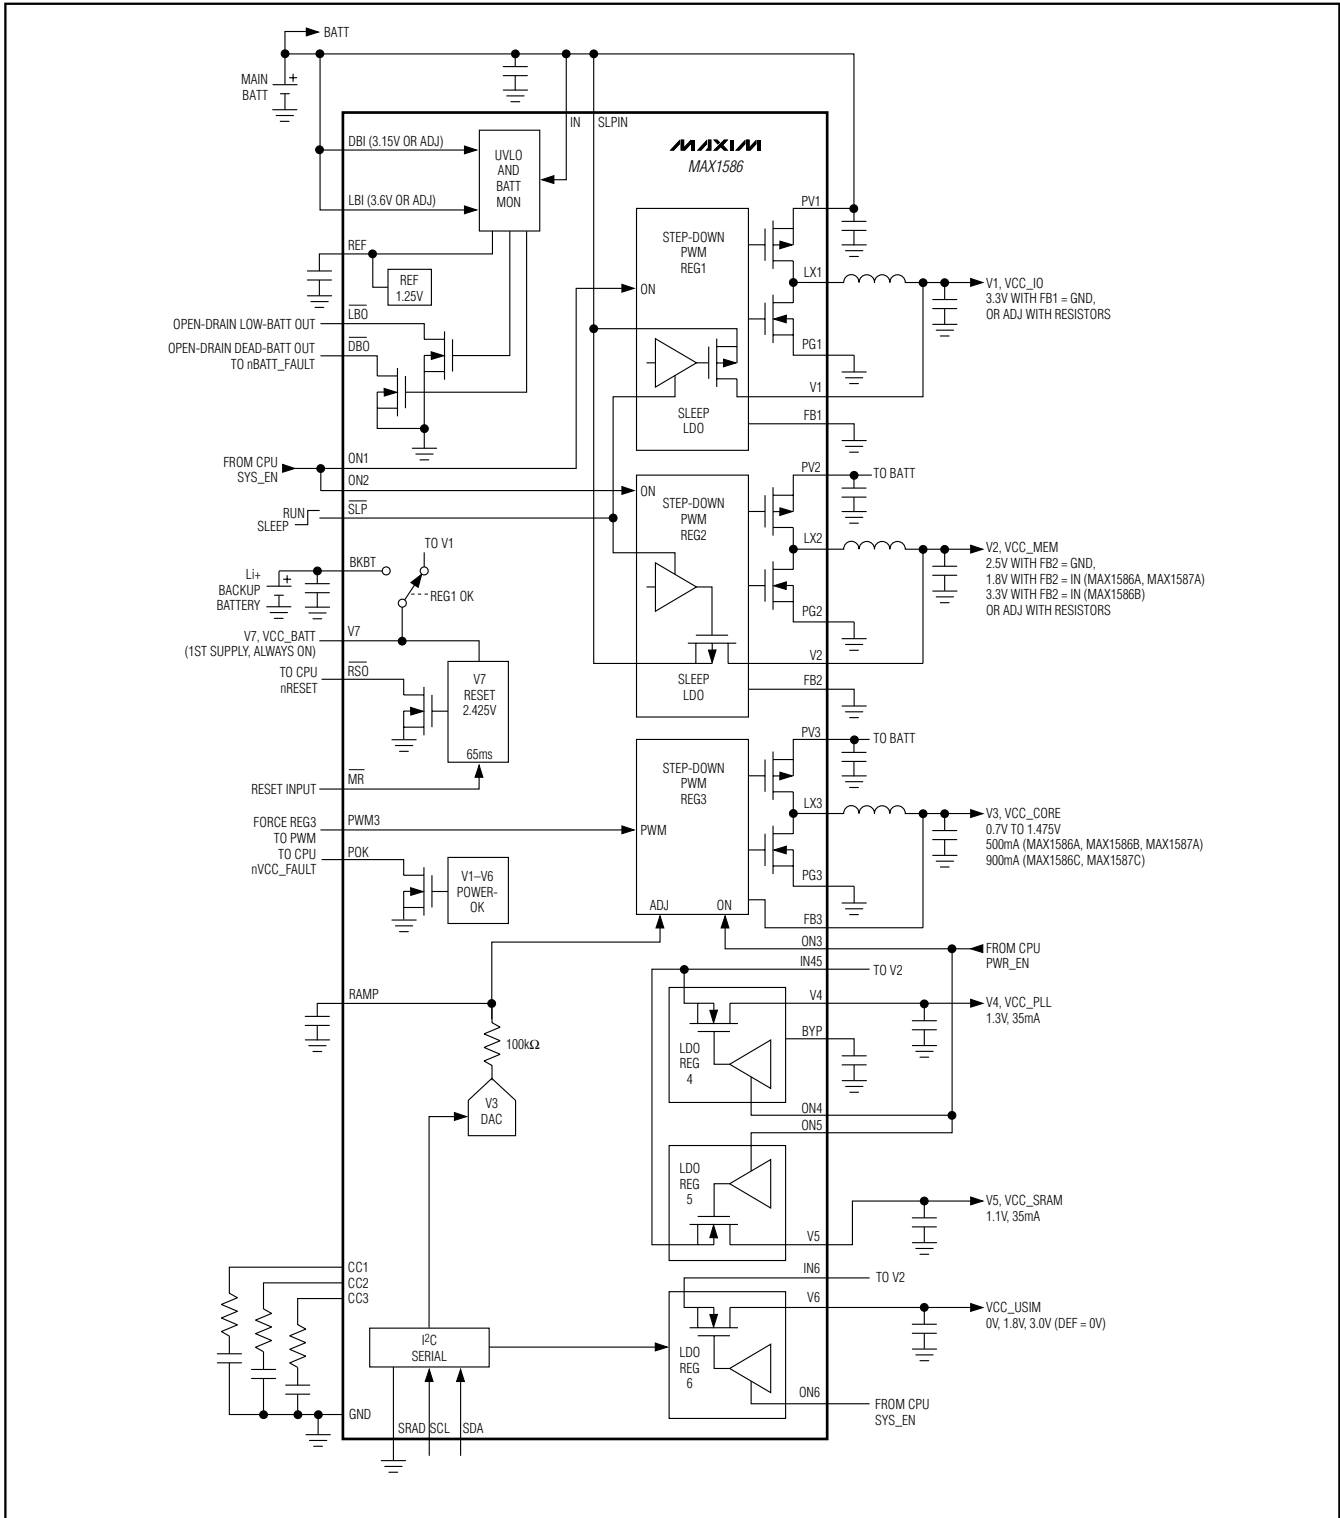 BATT
MAIN
BATT
+
IN
SLPIN
MAXIM
MAX1586
DBI (3.15V OR ADJ)
UVLO
AND
BATT
MON
LBI (3.6V OR ADJ)
REF
REF
1.25V
LBO
OPEN-DRAIN LOW-BATT OUT
DBO
OPEN-DRAIN DEAD-BATT OUT
TO nBATT_FAULT
PV1
STEP-DOWN
PWM
REG1
ON
LX1
V1, VCC_IO
3.3V WITH FB1 = GND,
OR ADJ WITH RESISTORS
PG1
V1
SLEEP
LDO
FB1
FROM CPU
SYS_EN
ON1
ON2
RUN
SLEEP
SLP
PV2
TO BATT
ON
STEP-DOWN
PWM
REG2
LX2
V2, VCC_MEM
2.5V WITH FB2 = GND,
1.8V WITH FB2 = IN (MAX1586A, MAX1587A)
3.3V WITH FB2 = IN (MAX1586B)
OR ADJ WITH RESISTORS
PG2
V2
SLEEP
LDO
FB2
TO V1
BKBT
Li+
BACKUP
BATTERY
+
REG1 OK
V7
V7, VCC_BATT
(1ST SUPPLY, ALWAYS ON)
TO CPU
nRESET
RSO
V7
RESET
2.425V
65ms
MR
RESET INPUT
PV3
TO BATT
STEP-DOWN
PWM
REG3
LX3
V3, VCC_CORE
0.7V TO 1.475V
500mA (MAX1586A, MAX1586B, MAX1587A)
900mA (MAX1586C, MAX1587C)
FORCE REG3
TO PWM
PWM3
PWM
TO CPU
nVCC_FAULT
POK
V1–V6
POWER-
OK
PG3
ADJ
ON
FB3
ON3
FROM CPU
PWR_EN
IN45
TO V2
RAMP
V4
V4, VCC_PLL
1.3V, 35mA
BYP
100kΩ
LDO
REG
4
V3
DAC
ON4
ON5
LDO
REG
5
V5, VCC_SRAM
1.1V, 35mA
V5
CC1
CC2
CC3
IN6
TO V2
V6
VCC_USIM
0V, 1.8V, 3.0V (DEF = 0V)
I2C
SERIAL
LDO
REG
6
ON6
FROM CPU
SYS_EN
GND
SRAD
SCL
SDA